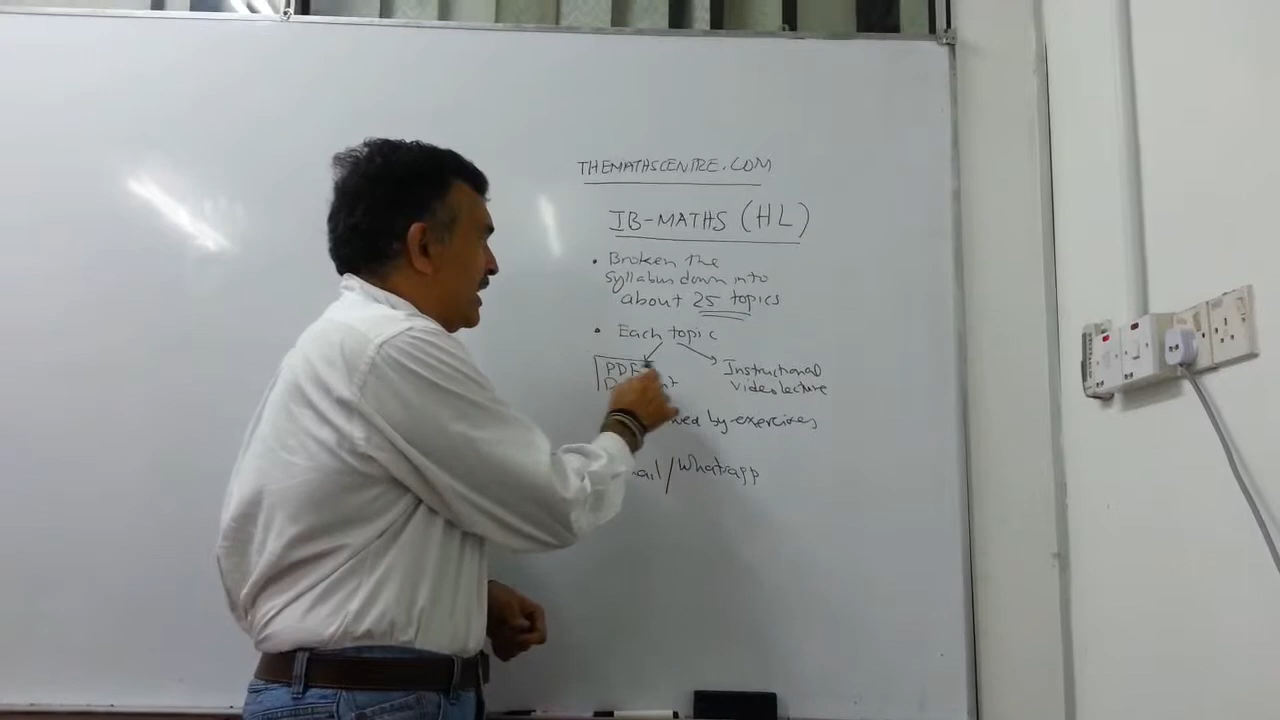 THEMATHSCENTRE.COM
IB-MATHS (HL)
• Broken the
syllabus down into
about 25 topics
• Each topic
PDF
Instructional
Video lecture
by exercises
/Whatsapp